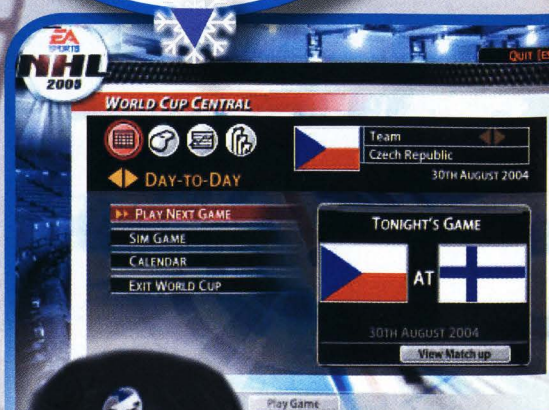 EA
SPORTS
NHL
2005
QUIT (ES
WORLD CUP CENTRAL
Team
Czech Republic
30TH AUGUST 2004
DAY-TO-DAY
PLAY NEXT GAME
SIM GAME
CALENDAR
EXIT WORLD CUP
TONIGHT'S GAME
AT
30TH AUGUST 2004
View Match up
Play Game